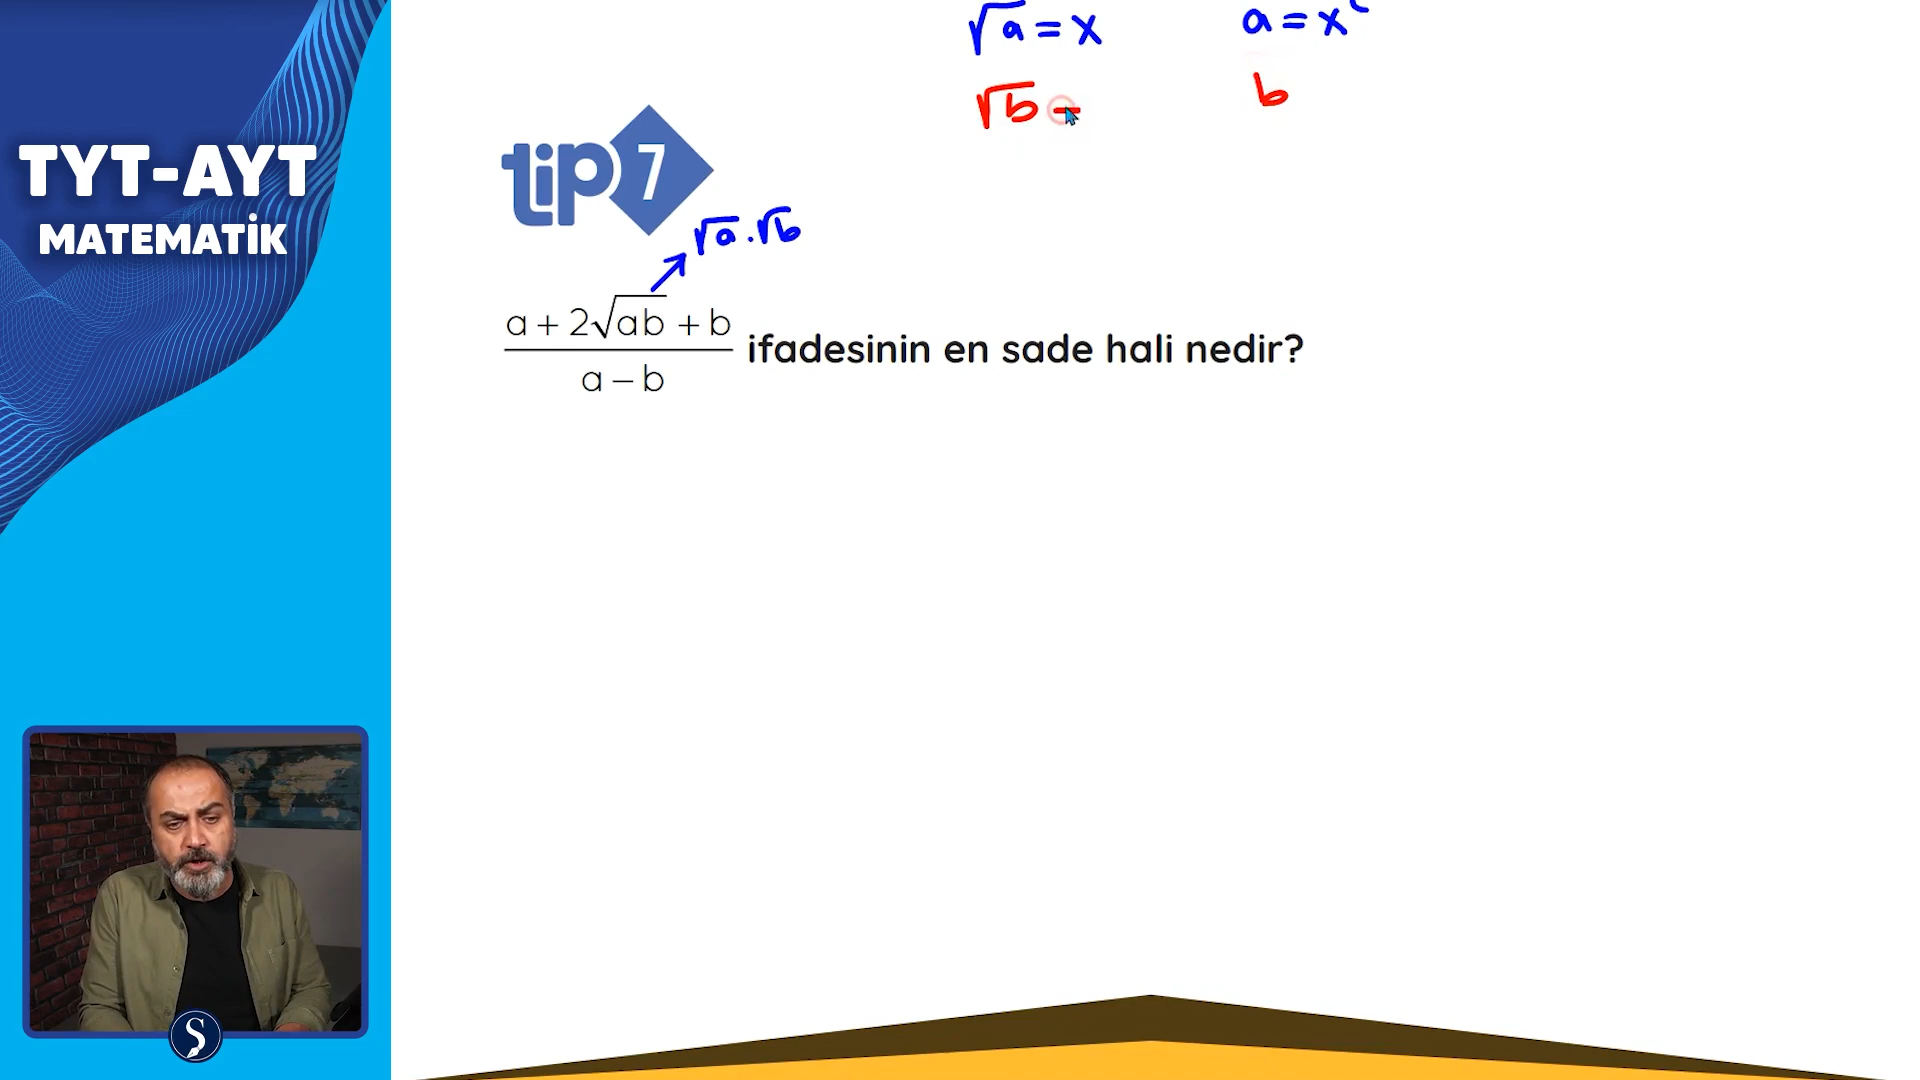 √a = x a = x²
√b = b
TYT-AYT
MATEMATİK
tip 7
√a . √b
a + 2√ab + b
a – b
ifadesinin en sade hali nedir?
Ş